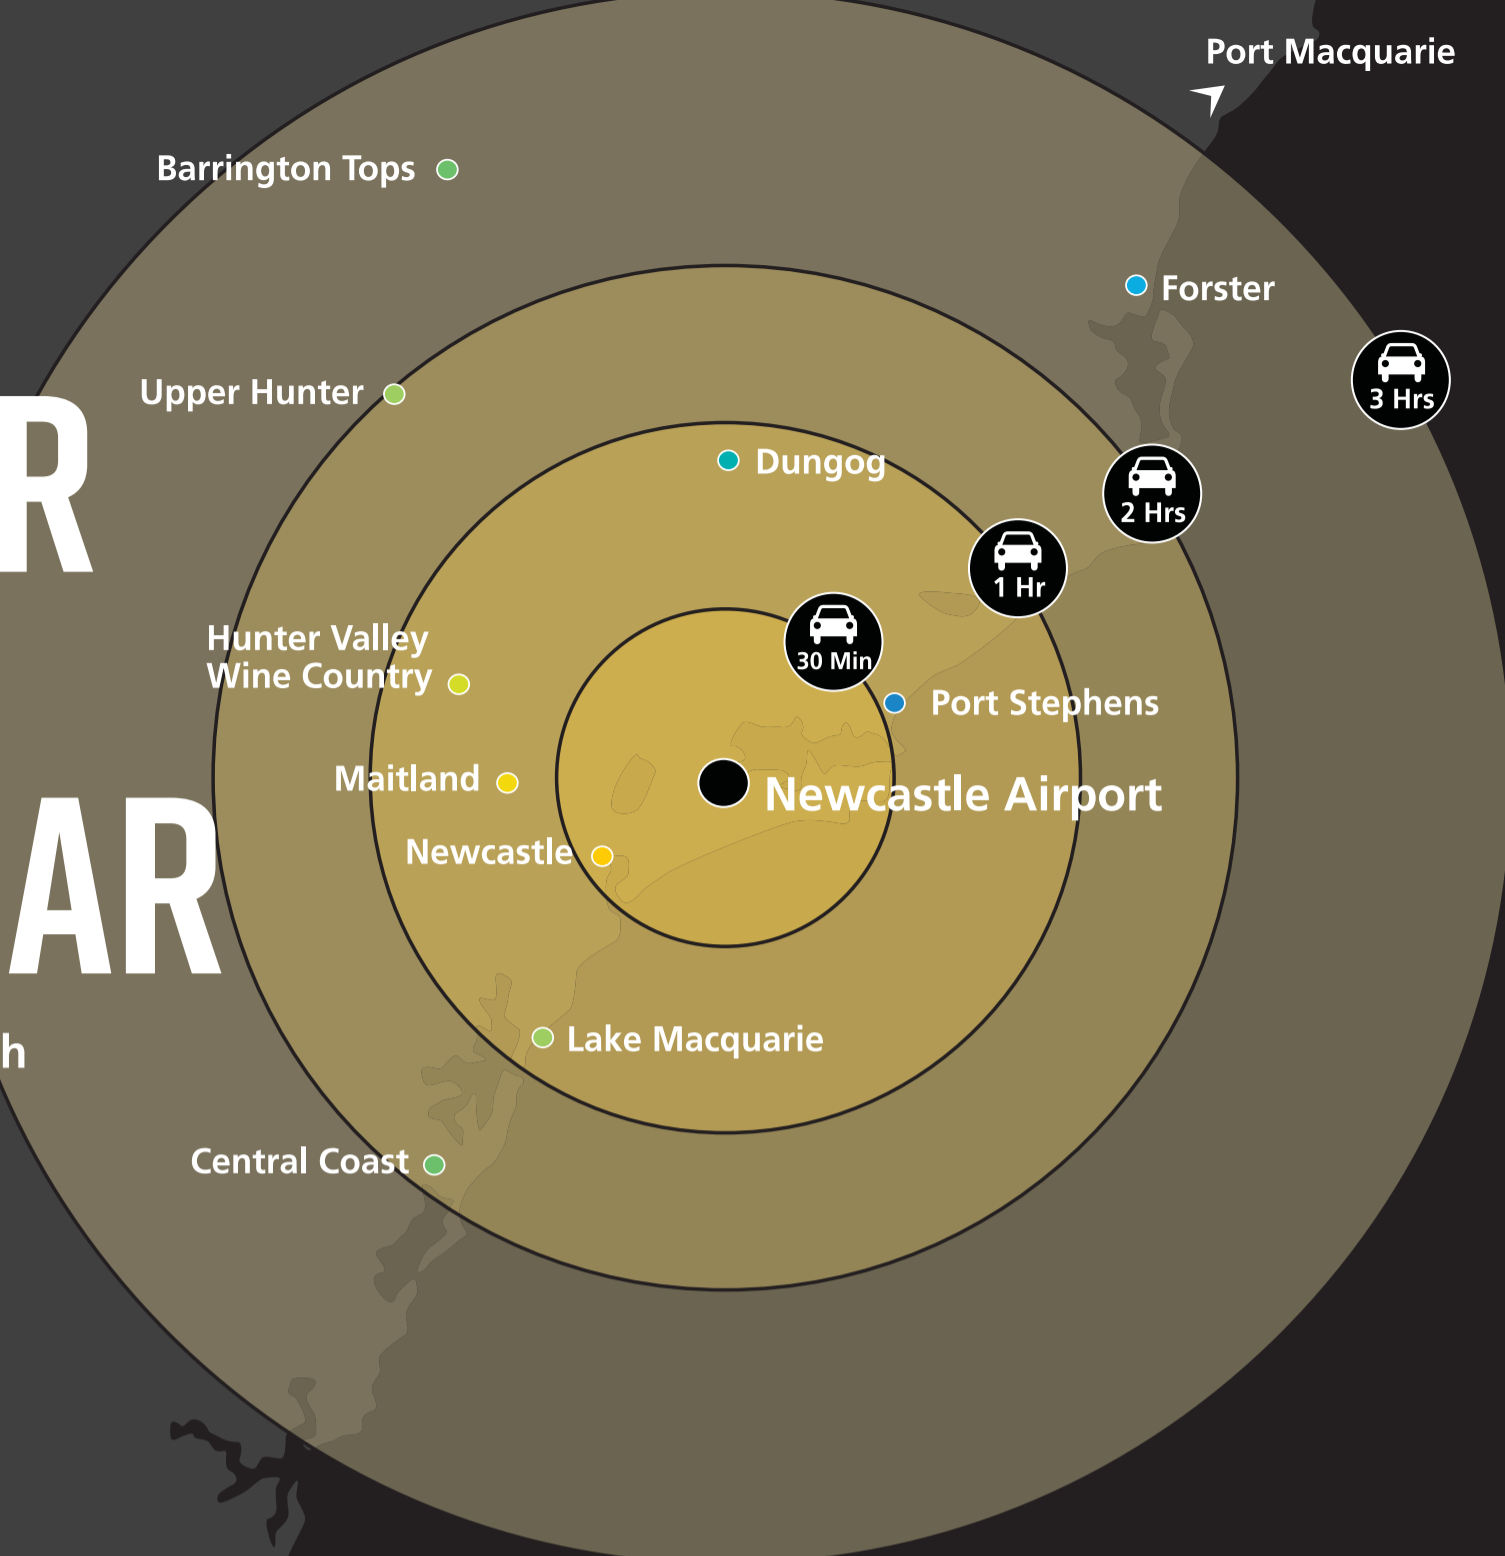 Port Macquarie
Barrington Tops
Forster
3 Hrs
Upper Hunter
R
Dungog
2 Hrs
1 Hr
Hunter Valley
Wine Country
30 Min
Port Stephens
Maitland
Newcastle Airport
AR
Newcastle
h
Lake Macquarie
Central Coast